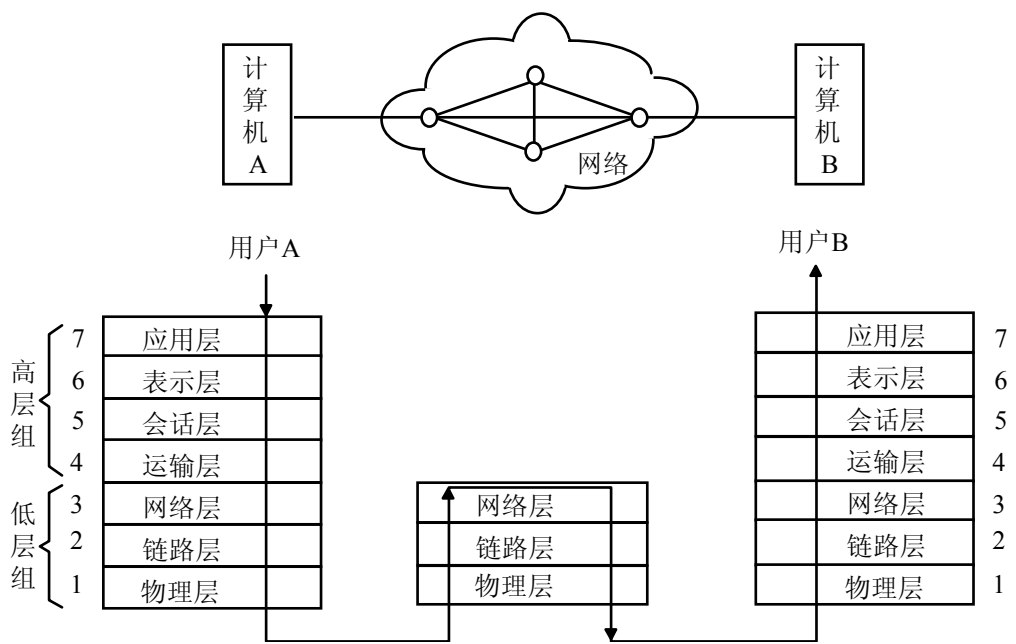 计算机A
计算机B
网络
用户A
用户B
高层组
低层组
7 应用层
6 表示层
5 会话层
4 运输层
3 网络层
2 链路层
1 物理层
网络层
链路层
物理层
应用层 7
表示层 6
会话层 5
运输层 4
网络层 3
链路层 2
物理层 1